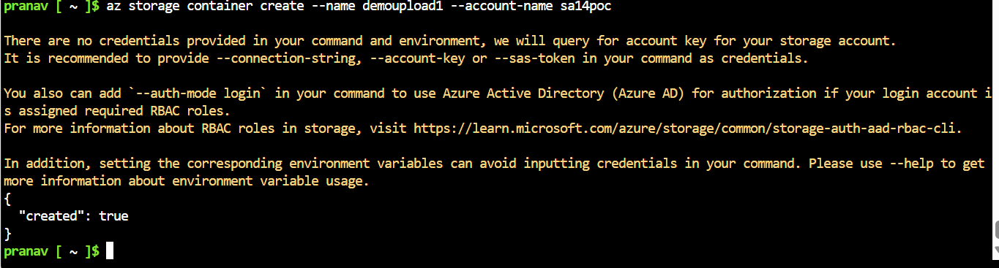 pranav [ ~ ]$ az storage container create --name demoupload1 --account-name sa14poc
There are no credentials provided in your command and environment, we will query for account key for your storage account.
It is recommended to provide --connection-string, --account-key or --sas-token in your command as credentials.
You also can add `--auth-mode login` in your command to use Azure Active Directory (Azure AD) for authorization if your login account i
s assigned required RBAC roles.
For more information about RBAC roles in storage, visit https://learn.microsoft.com/azure/storage/common/storage-auth-aad-rbac-cli.
In addition, setting the corresponding environment variables can avoid inputting credentials in your command. Please use --help to get
more information about environment variable usage.
{
  "created": true
}
pranav [ ~ ]$